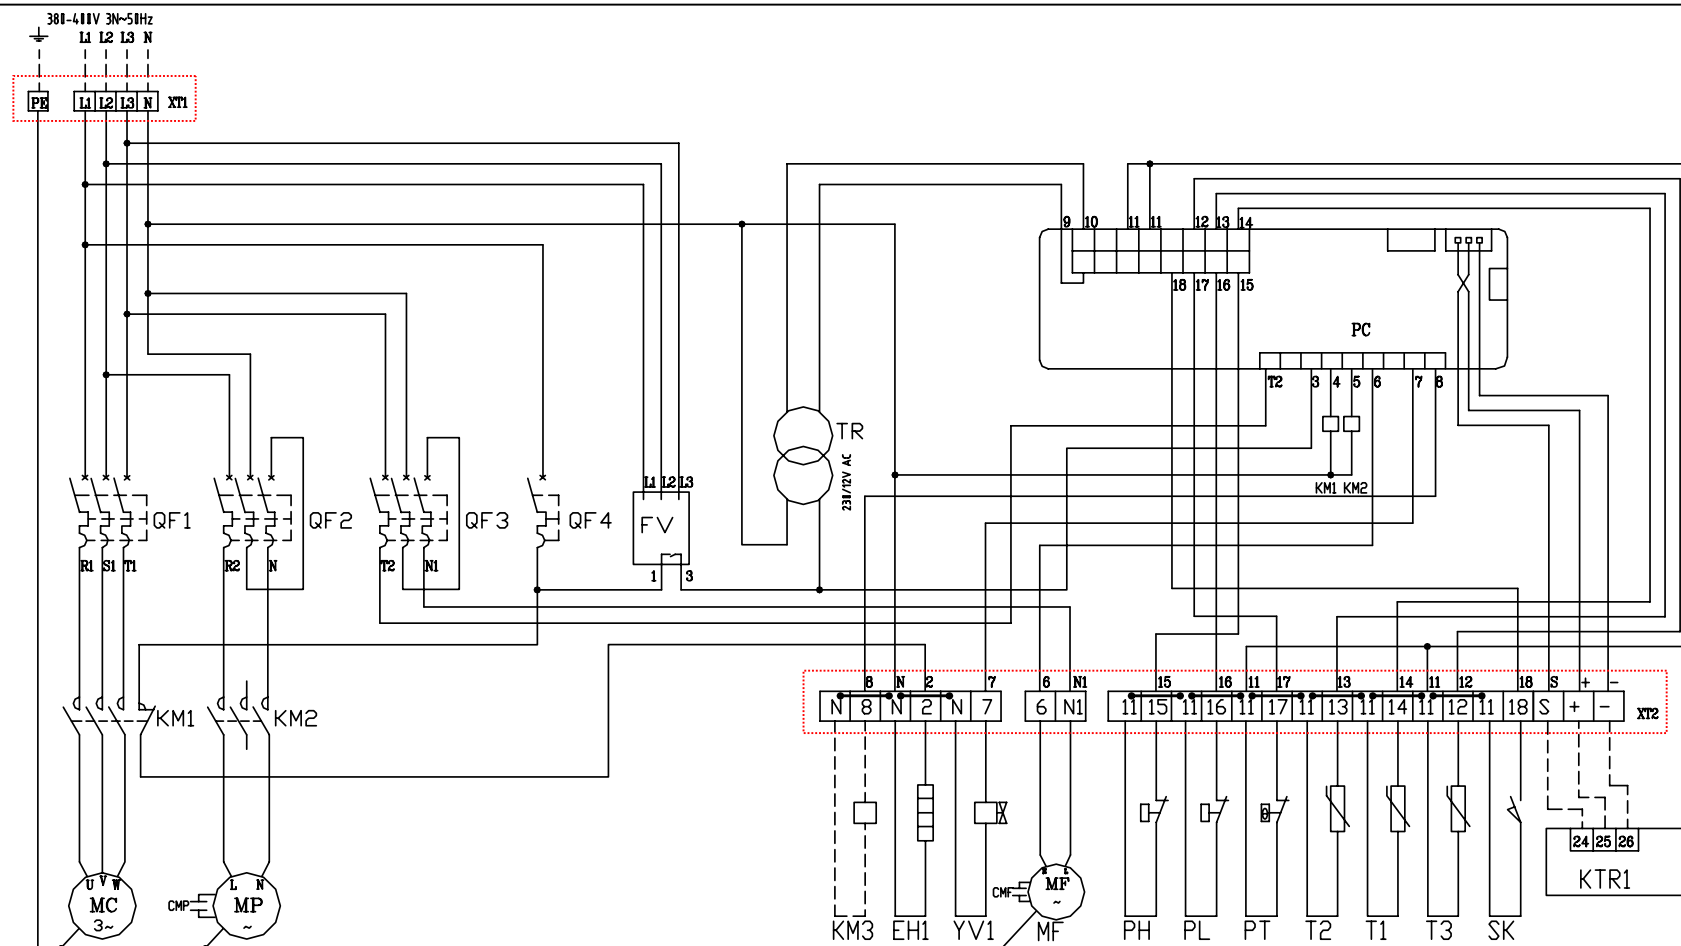 380-400V 3N~50Hz
L1 L2 L3 N
PE L1 L2 L3 N XT1
9 10 11 11 12 13 14
18 17 16 15
PC
T2 3 4 5 6 7 8
TR
230/12V AC
KM1 KM2
L1 L2 L3
QF1 QF2 QF3 QF4 FV
R1 S1 T1 R2 N T2 N1
1 3
8 N 2 7 6 N1 15 16 11 17 13 14 11 12 18 S + -
N 8 N 2 N 7 6 N1 11 15 11 16 11 17 11 13 11 14 11 12 11 18 S + - XT2
KM1 KM2
24 25 26
KTR1
U V W L N
CMP CMF
MC 3~
MP ~
MF ~
KM3 EH1 YV1 MF PH PL PT T2 T1 T3 SK